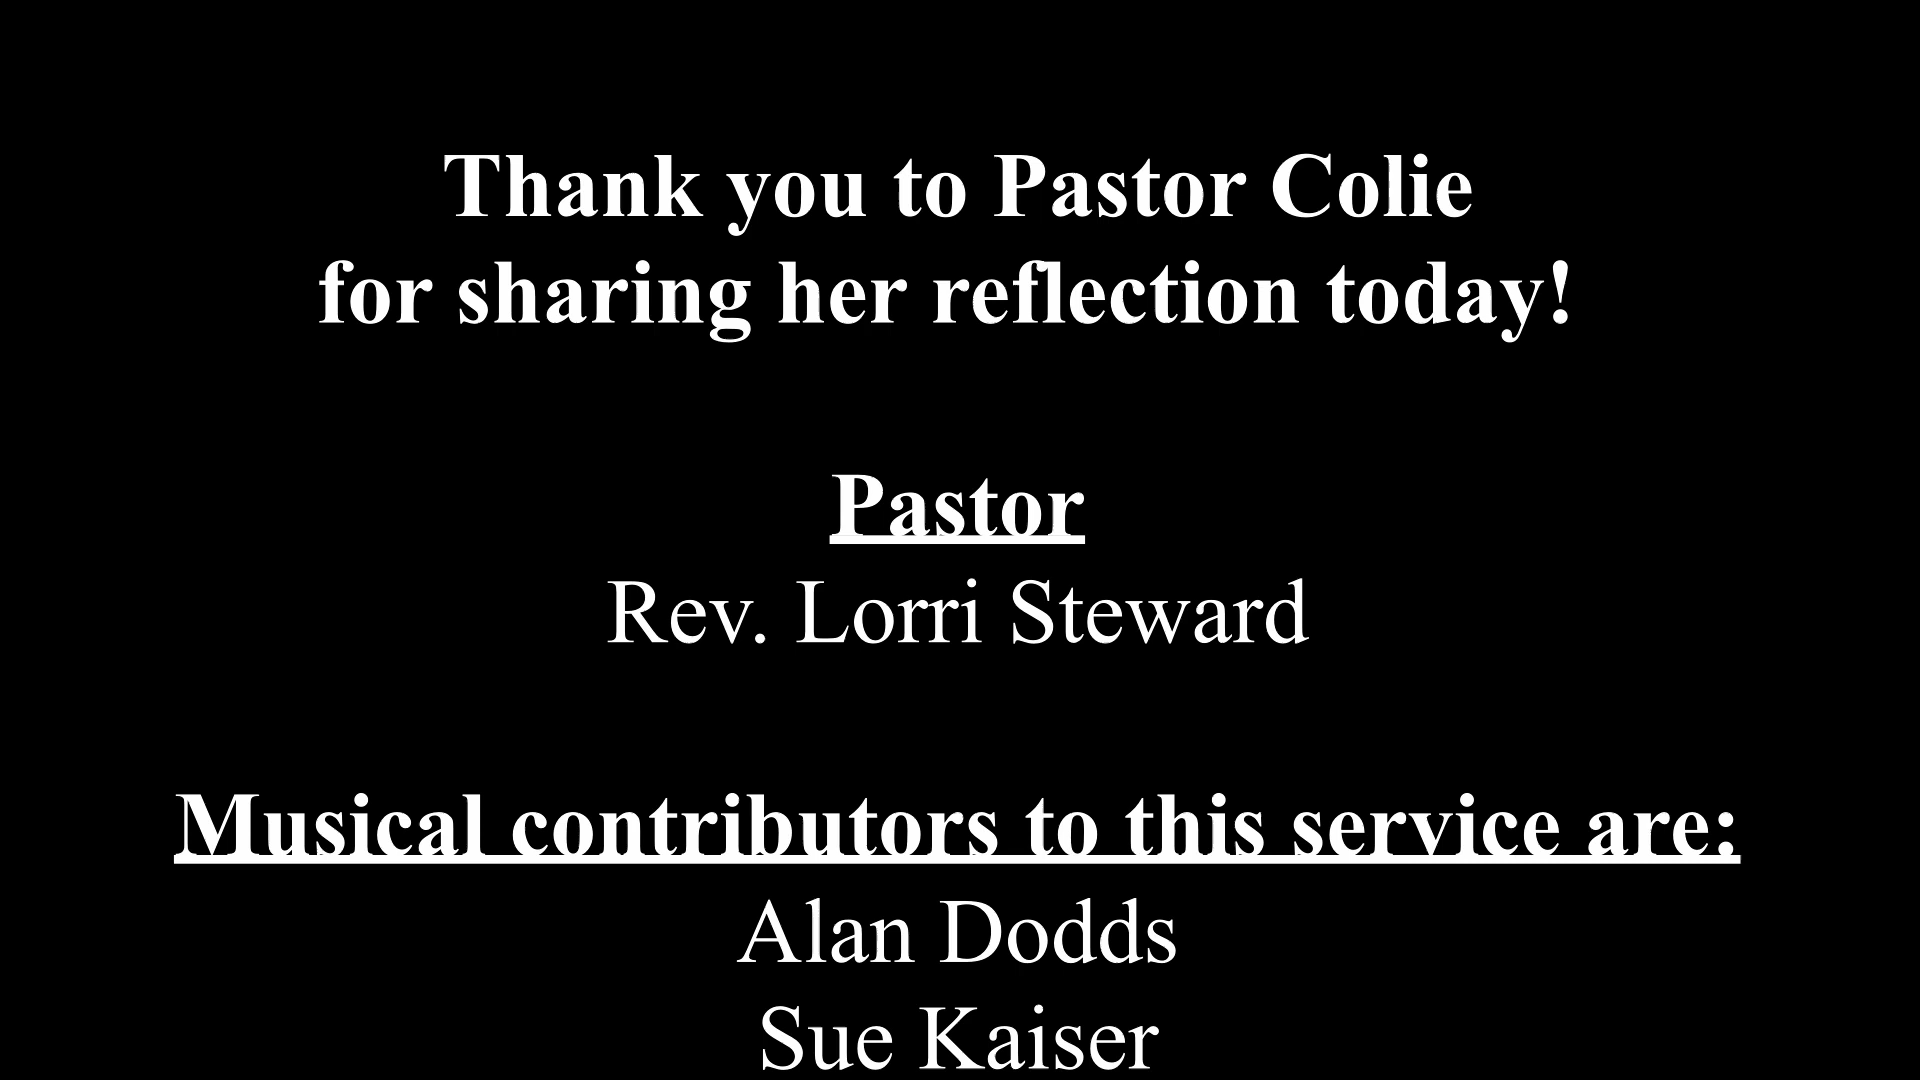 Thank you to Pastor Colie
for sharing her reflection today!
Pastor
Rev. Lorri Steward
Musical contributors to this service are:
Alan Dodds
Sue Kaiser